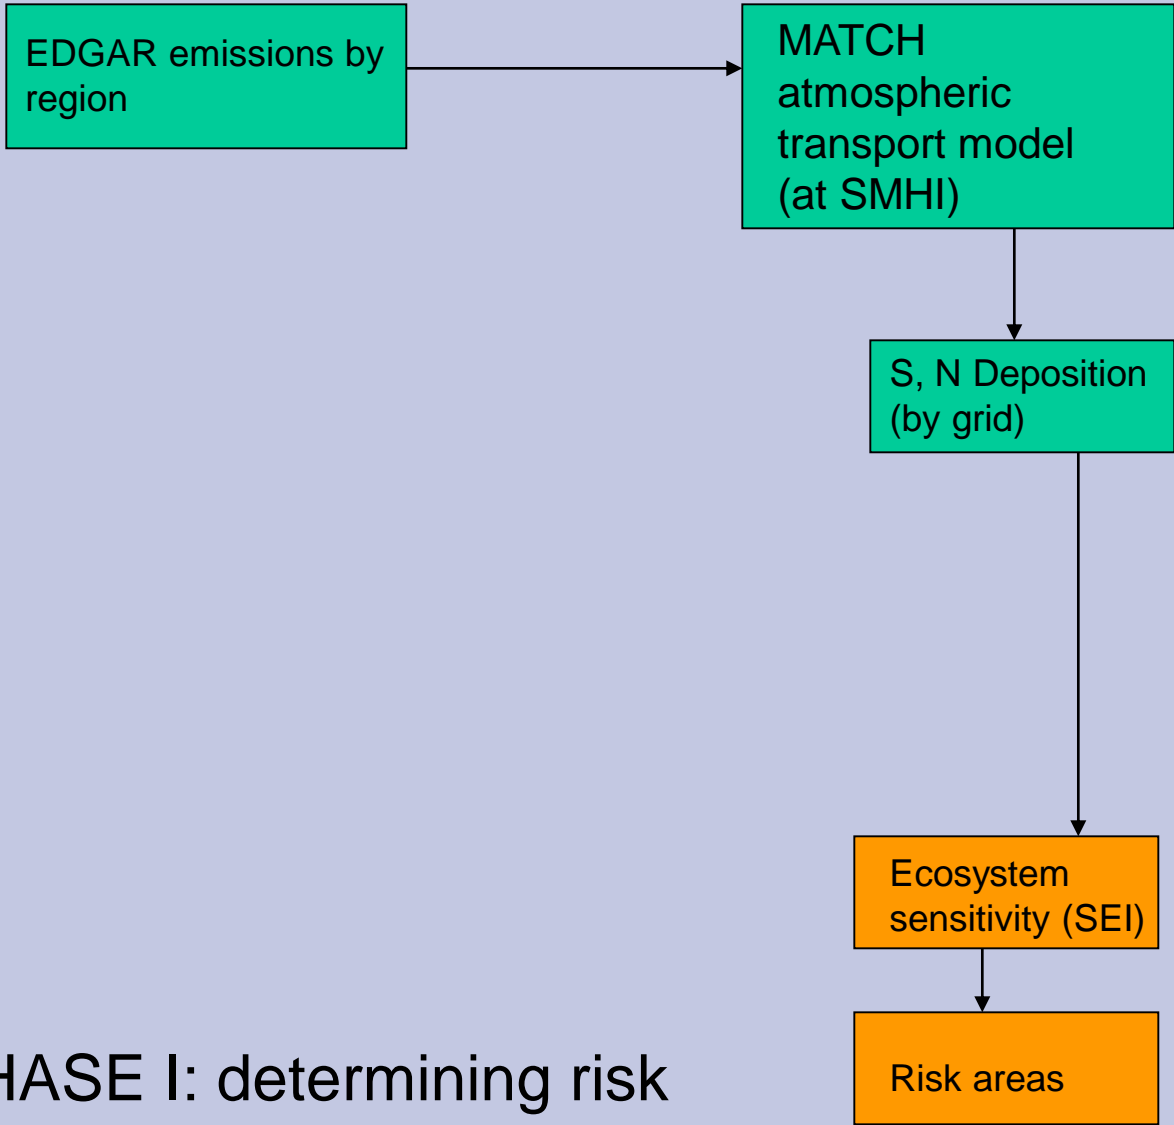 EDGAR emissions by
region
MATCH
atmospheric
transport model
(at SMHI)
S, N Deposition
(by grid)
Ecosystem
sensitivity (SEI)
Risk areas
HASE I: determining risk